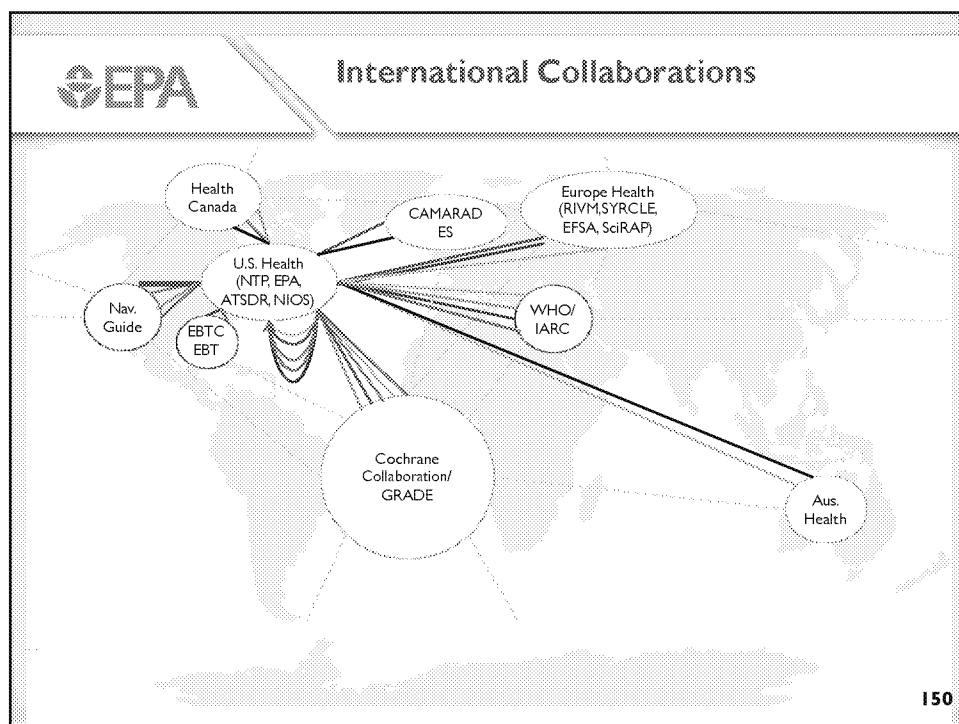 EPA
International Collaborations
Health
Canada
CAMARAD
ES
Europe Health
(RIVM,SYRCLE,
EFSA, SciRAP)
U.S. Health
(NTP, EPA,
ATSDR, NIOS)
Nav.
Guide
EBTC
EBT
WHO/
IARC
Cochrane
Collaboration/
GRADE
Aus.
Health
150